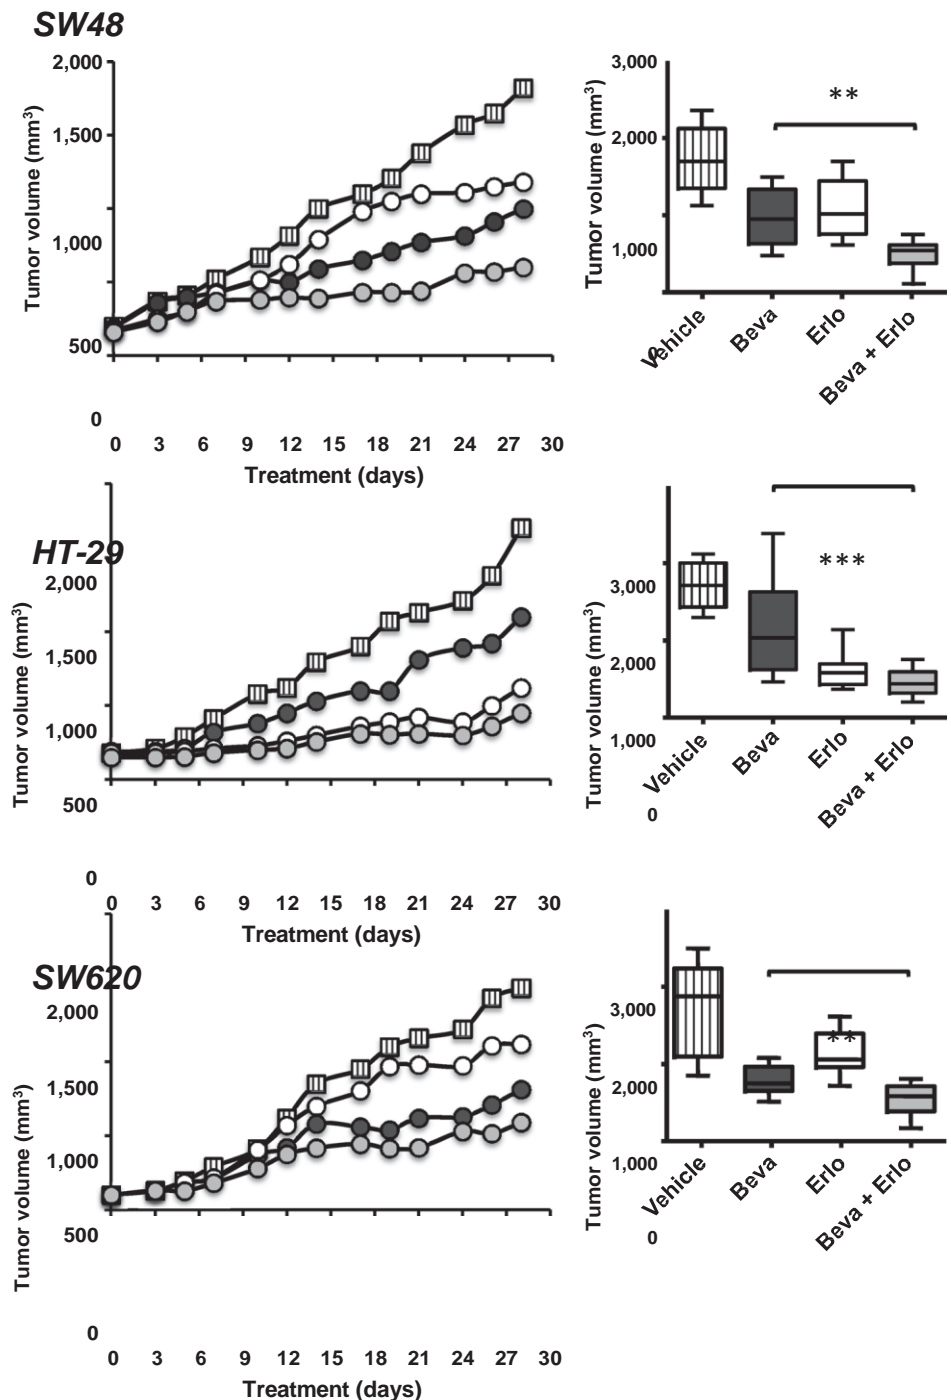 SW48
Tumor volume (mm³)
2,000
1,500
1,000
500
0
0 3 6 9 12 15 18 21 24 27 30
Treatment (days)
Tumor volume (mm³)
3,000
2,000
1,000
0
**
Vehicle
Beva
Erlo
Beva + Erlo
HT-29
Tumor volume (mm³)
2,000
1,500
1,000
500
0
0 3 6 9 12 15 18 21 24 27 30
Treatment (days)
Tumor volume (mm³)
3,000
2,000
1,000
0
***
Vehicle
Beva
Erlo
Beva + Erlo
SW620
Tumor volume (mm³)
2,000
1,500
1,000
500
0
0 3 6 9 12 15 18 21 24 27 30
Treatment (days)
Tumor volume (mm³)
3,000
2,000
1,000
0
**
Vehicle
Beva
Erlo
Beva + Erlo